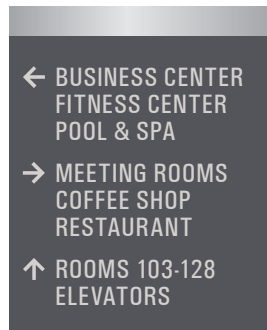 ← BUSINESS CENTER
FITNESS CENTER
POOL & SPA
→ MEETING ROOMS
COFFEE SHOP
RESTAURANT
↑ ROOMS 103-128
ELEVATORS